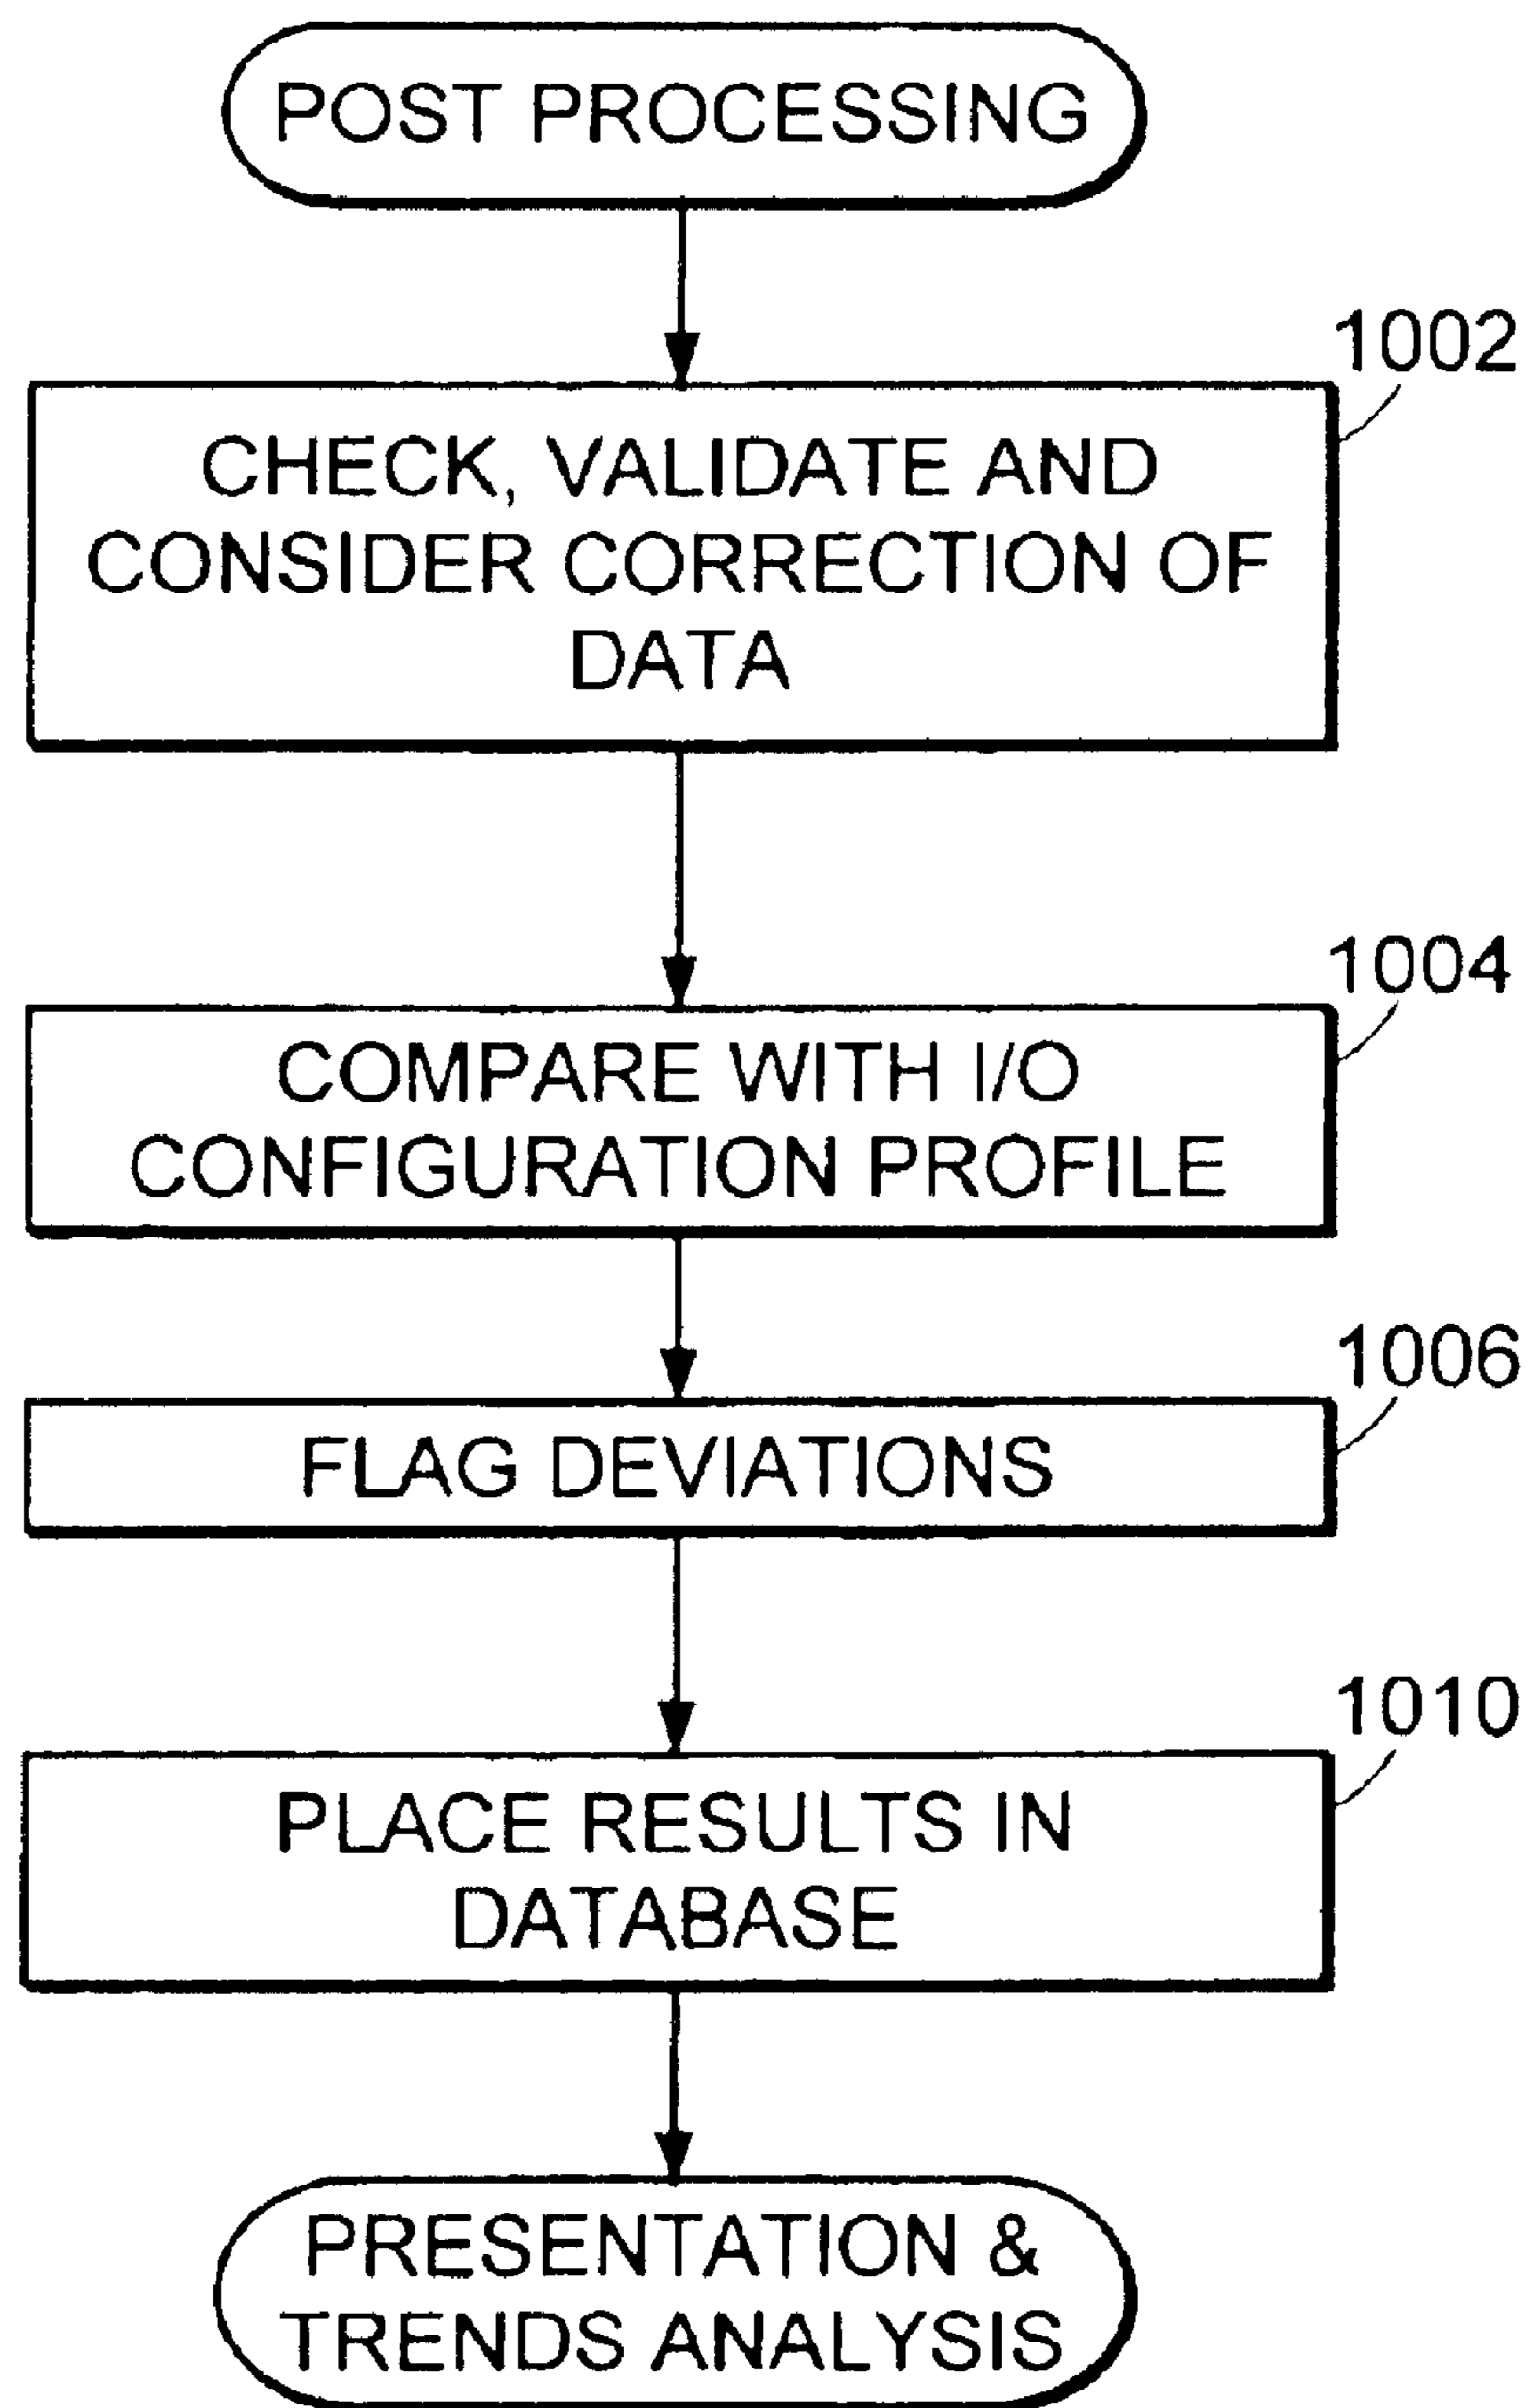 POST PROCESSING
1002
CHECK, VALIDATE AND
CONSIDER CORRECTION OF
DATA
1004
COMPARE WITH I/O
CONFIGURATION PROFILE
1006
FLAG DEVIATIONS
1010
PLACE RESULTS IN
DATABASE
PRESENTATION &
TRENDS ANALYSIS